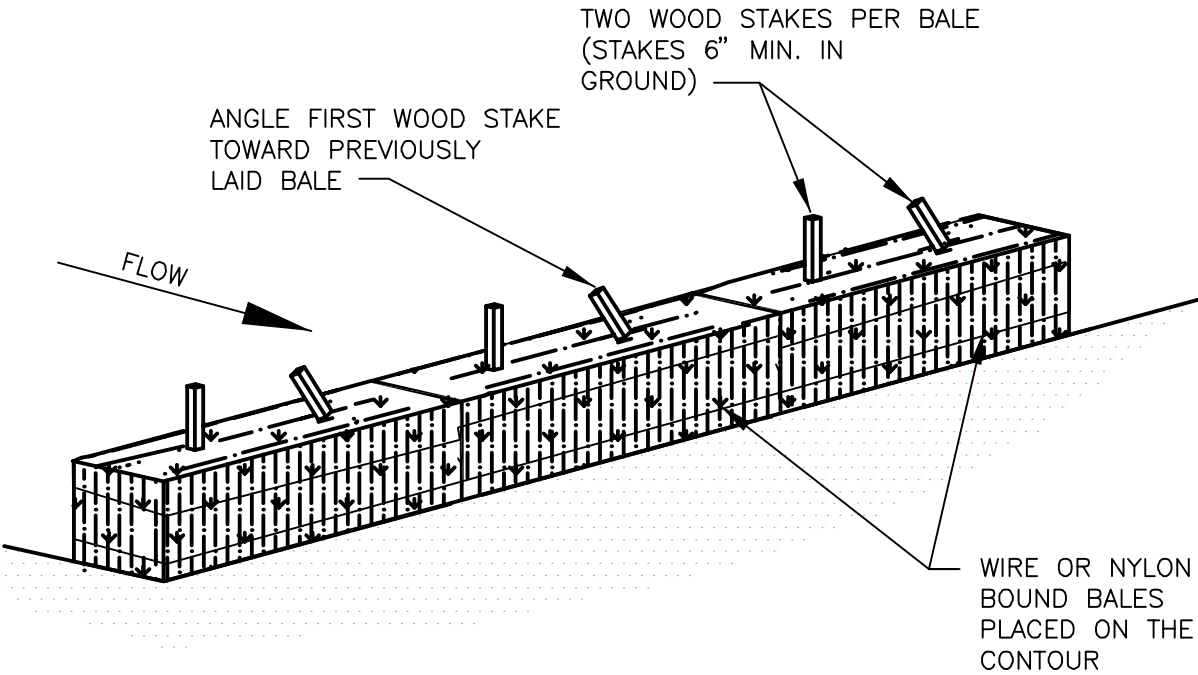 TWO WOOD STAKES PER BALE
(STAKES 6” MIN. IN
GROUND)
ANGLE FIRST WOOD STAKE
TOWARD PREVIOUSLY
LAID BALE
FLOW
WIRE OR NYLON
BOUND BALES
PLACED ON THE
CONTOUR